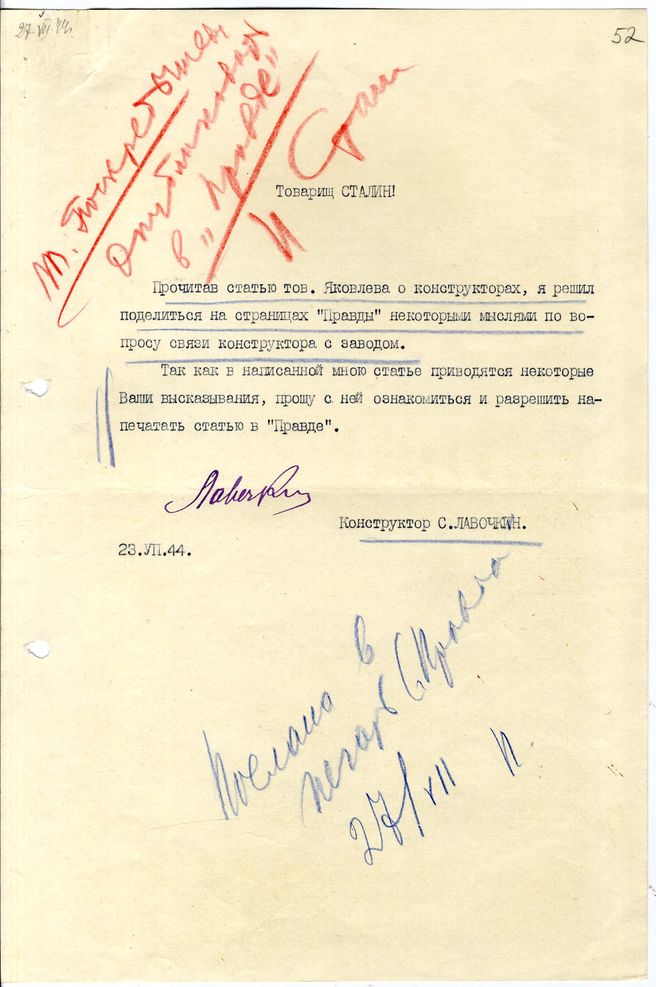 27.VII.44г.
52
т. Поскребышеву
Опубликовать
в "Правде"
И Сталин
Товарищ СТАЛИН!
Прочитав статью тов. Яковлева о конструкторах, я решил
поделиться на страницах "Правды" некоторыми мыслями по во-
просу связи конструктора с заводом.
Так как в написанной мною статье приводятся некоторые
Ваши высказывания, прошу с ней ознакомиться и разрешить на-
печатать статью в "Правде".
Лавочкин
Конструктор С.ЛАВОЧКИН.
23.VII.44.
Послана в
(Правда
27/VII П.